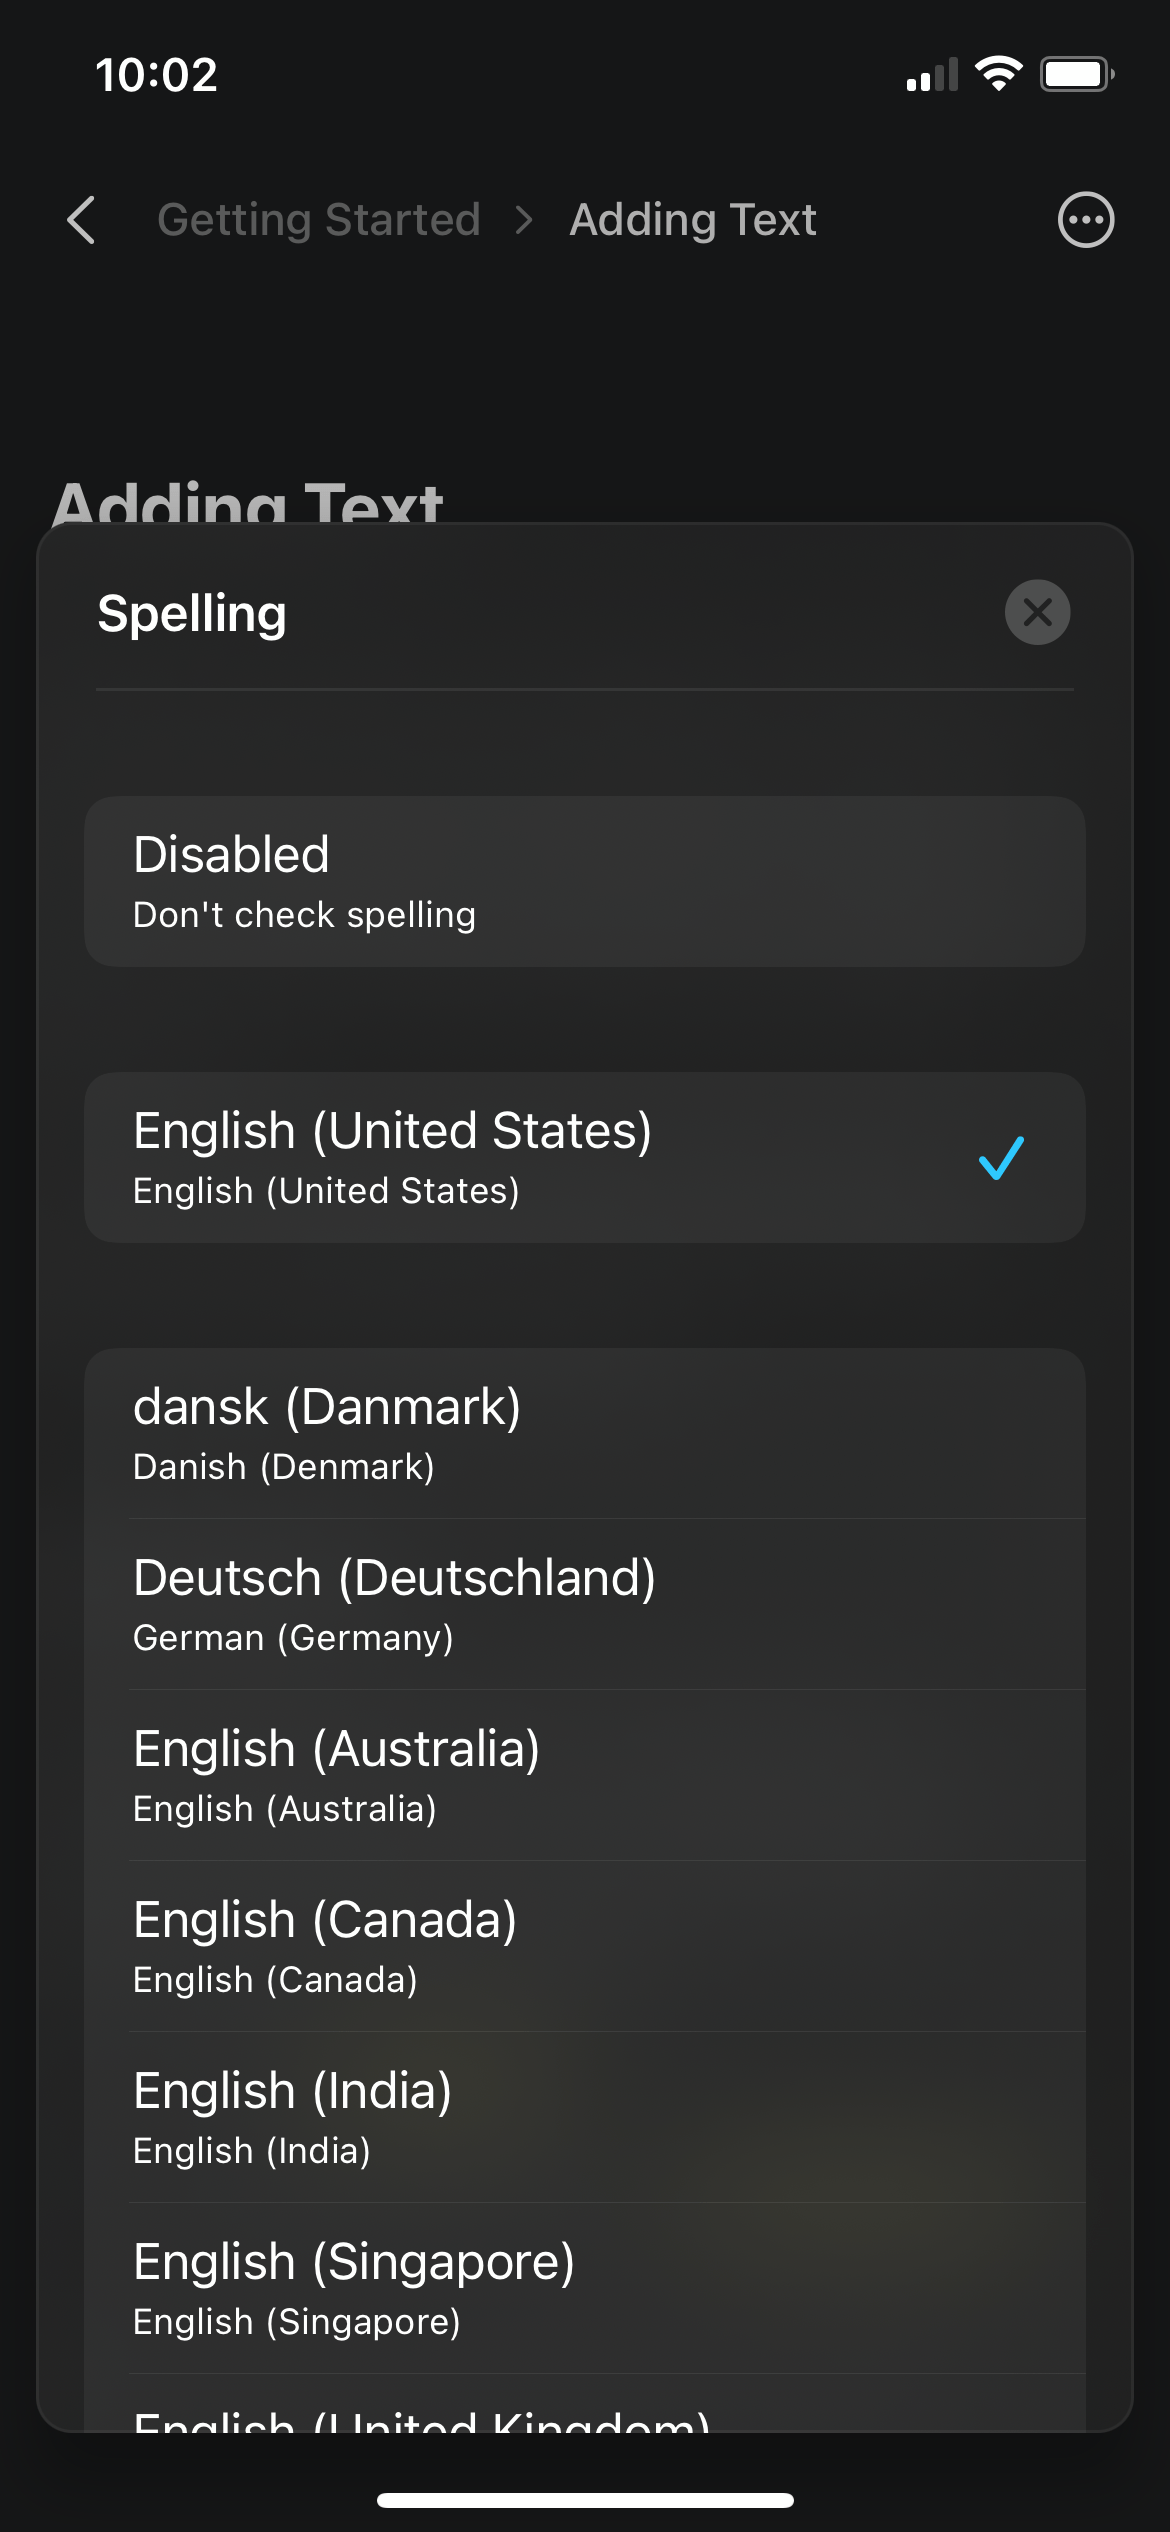 10:02
Getting Started > Adding Text
Adding Text
Spelling
Disabled
Don't check spelling
English (United States)
English (United States)
dansk (Danmark)
Danish (Denmark)
Deutsch (Deutschland)
German (Germany)
English (Australia)
English (Australia)
English (Canada)
English (Canada)
English (India)
English (India)
English (Singapore)
English (Singapore)
English (United Kingdom)